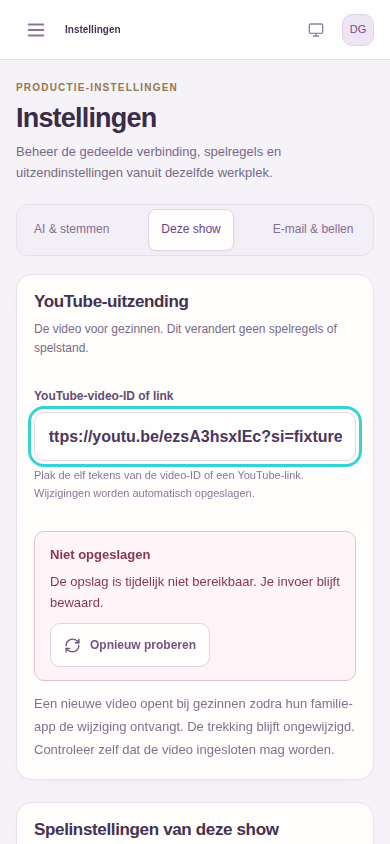 Instellingen
DG
PRODUCTIE-INSTELLINGEN
Instellingen
Beheer de gedeelde verbinding, spelregels en
uitzendinstellingen vanuit dezelfde werkplek.
AI & stemmen
Deze show
E-mail & bellen
YouTube-uitzending
De video voor gezinnen. Dit verandert geen spelregels of
spelstand.
YouTube-video-ID of link
ttps://youtu.be/ezsA3hsxIEc?si=fixture
Plak de elf tekens van de video-ID of een YouTube-link.
Wijzigingen worden automatisch opgeslagen.
Niet opgeslagen
De opslag is tijdelijk niet bereikbaar. Je invoer blijft
bewaard.
Opnieuw proberen
Een nieuwe video opent bij gezinnen zodra hun familie-
app de wijziging ontvangt. De trekking blijft ongewijzigd.
Controleer zelf dat de video ingesloten mag worden.
Spelinstellingen van deze show